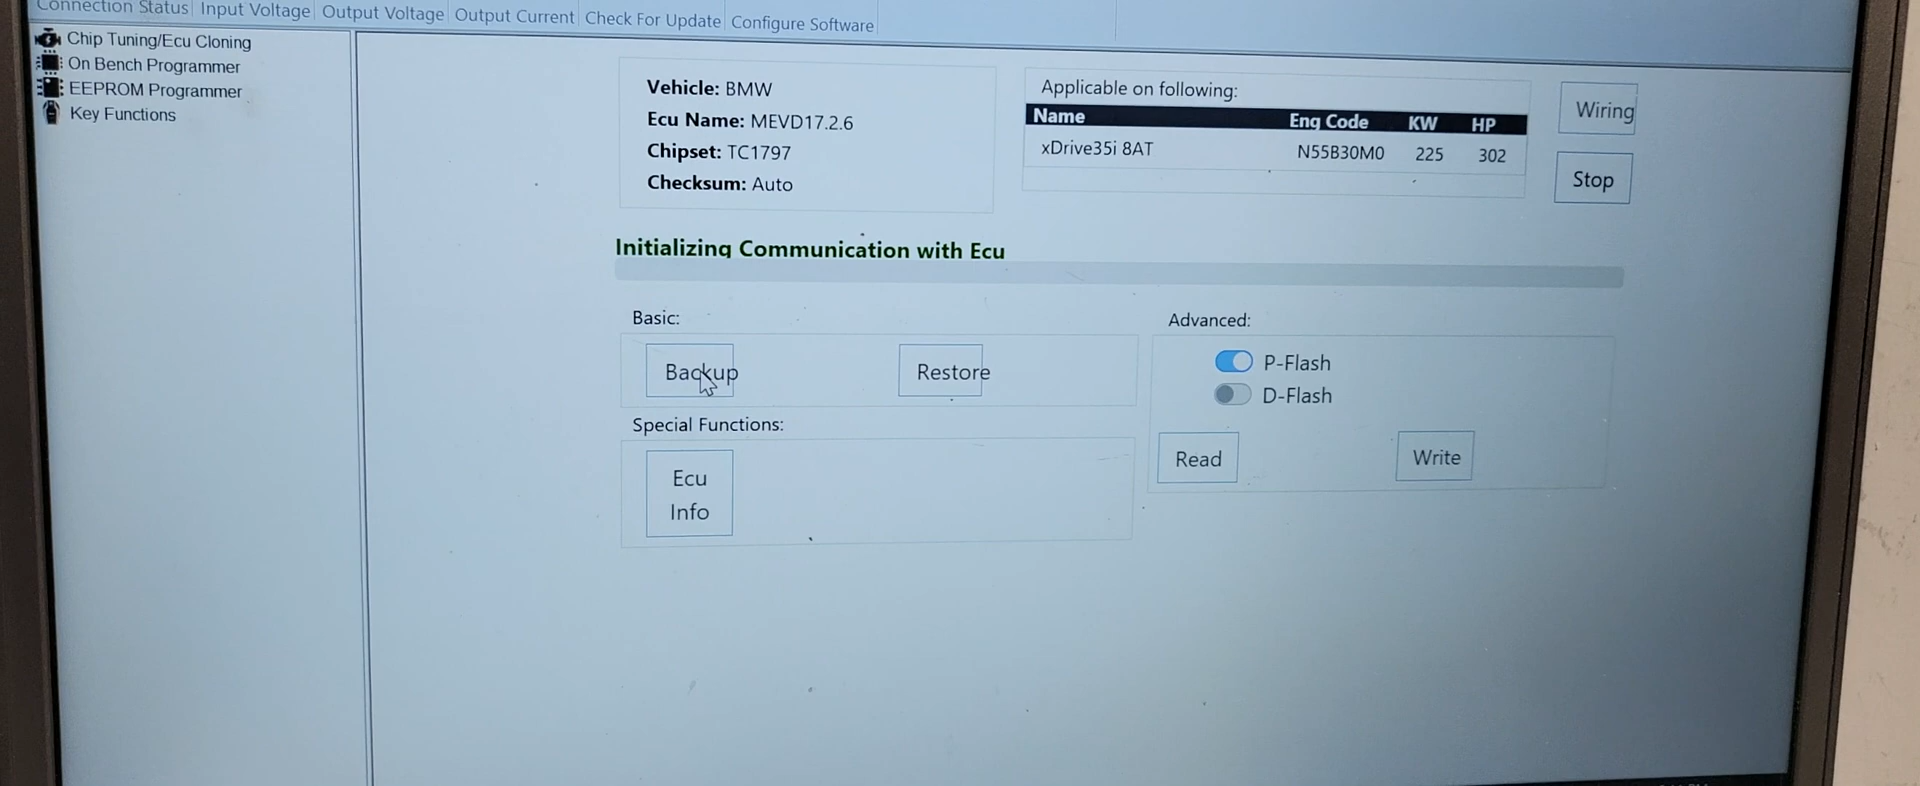 Connection Status Input Voltage Output Voltage Output Current Check For Update Configure Software
Chip Tuning/Ecu Cloning
On Bench Programmer
EEPROM Programmer
Key Functions
Vehicle: BMW
Ecu Name: MEVD17.2.6
Chipset: TC1797
Checksum: Auto
Applicable on following:
Name Eng Code KW HP
xDrive35i 8AT N55B30M0 225 302
Wiring
Stop
Initializing Communication with Ecu
Basic:
Backup Restore
Special Functions:
Ecu
Info
Advanced:
P-Flash
D-Flash
Read Write